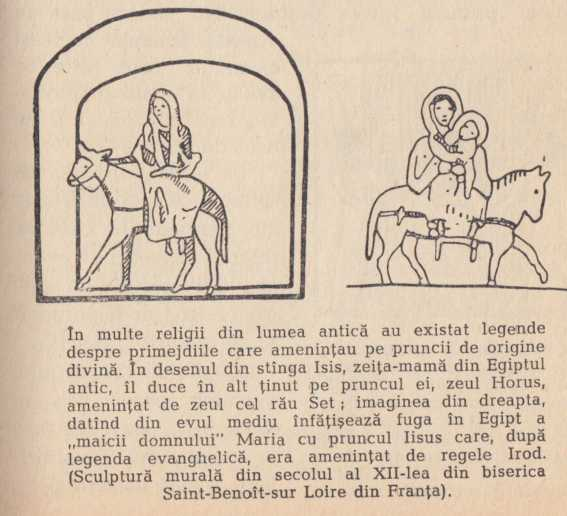 În multe religii din lumea antică au existat legende
despre primejdiile care amenințau pe pruncii de origine
divină. În desenul din stînga Isis, zeița-mamă din Egiptul
antic, îl duce în alt ținut pe pruncul ei, zeul Horus,
amenințat de zeul cel rău Set ; imaginea din dreapta,
datînd din evul mediu înfățișează fuga în Egipt a
„maicii domnului” Maria cu pruncul Iisus care, după
legenda evanghelică, era amenințat de regele Irod.
(Sculptură murală din secolul al XII-lea din biserica
Saint-Benoît-sur Loire din Franța).